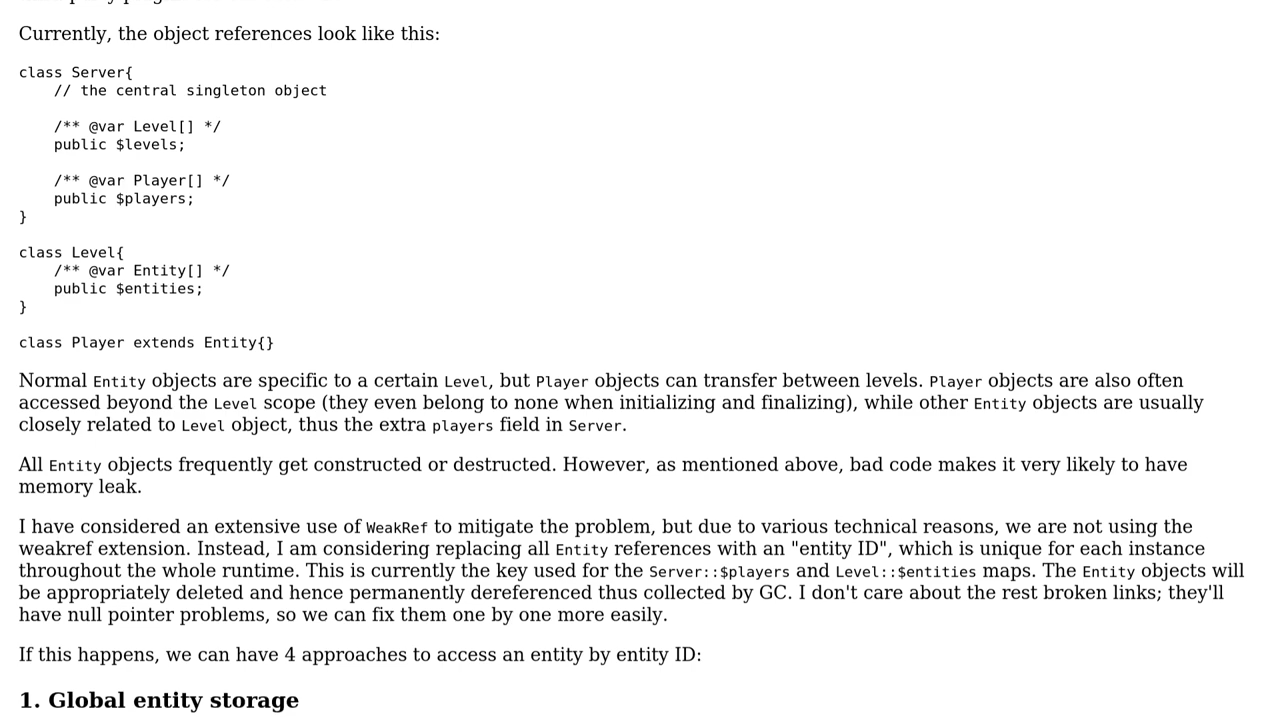 Currently, the object references look like this:
class Server{
    // the central singleton object
    /** @var Level[] */
    public $levels;
    /** @var Player[] */
    public $players;
}
class Level{
    /** @var Entity[] */
    public $entities;
}
class Player extends Entity{}
Normal Entity objects are specific to a certain Level, but Player objects can transfer between levels. Player objects are also often
accessed beyond the Level scope (they even belong to none when initializing and finalizing), while other Entity objects are usually
closely related to Level object, thus the extra players field in Server.
All Entity objects frequently get constructed or destructed. However, as mentioned above, bad code makes it very likely to have
memory leak.
I have considered an extensive use of WeakRef to mitigate the problem, but due to various technical reasons, we are not using the
weakref extension. Instead, I am considering replacing all Entity references with an "entity ID", which is unique for each instance
throughout the whole runtime. This is currently the key used for the Server::$players and Level::$entities maps. The Entity objects will
be appropriately deleted and hence permanently dereferenced thus collected by GC. I don't care about the rest broken links; they'll
have null pointer problems, so we can fix them one by one more easily.
If this happens, we can have 4 approaches to access an entity by entity ID:
1. Global entity storage